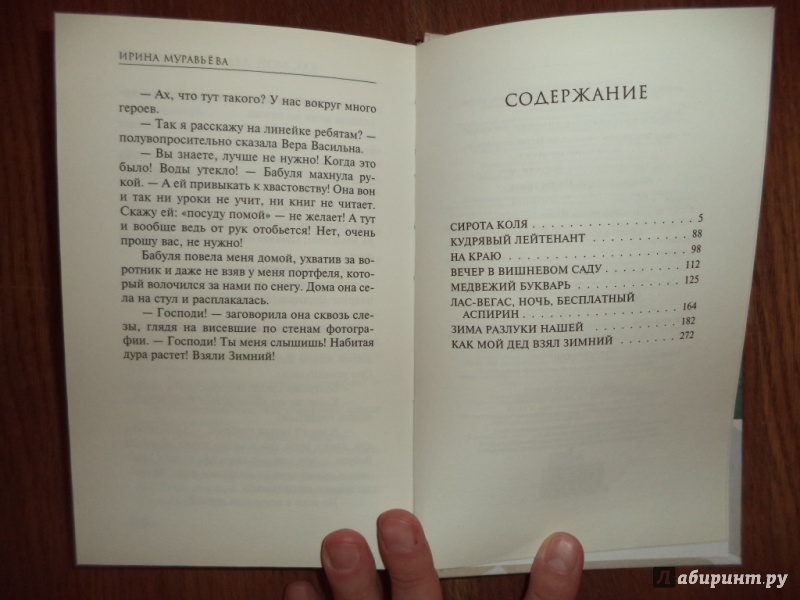 ИРИНА МУРАВЬЁВА
— Ах, что тут такого? У нас вокруг много
героев.
— Так я расскажу на линейке ребятам? —
полувопросительно сказала Вера Васильна.
— Вы знаете, лучше не нужно! Когда это
было! Воды утекло! — Бабуля махнула ру-
кой. — А ей привыкать к хвастовству! Она вон
и так ни уроки не учит, ни книг не читает.
Скажу ей: «посуду помой» — не желает! А тут
и вообще ведь от рук отобьется! Нет, очень
прошу вас, не нужно!
Бабуля повела меня домой, ухватив за во-
ротник и даже не взяв у меня портфеля, кото-
рый волочился за нами по снегу. Дома она се-
ла на стул и расплакалась.
— Господи! — заговорила она сквозь сле-
зы, глядя на висевшие по стенам фотогра-
фии. — Господи! Ты меня слышишь! Набитая
дура растет! Взяли Зимний!
СОДЕРЖАНИЕ
СИРОТА КОЛЯ . . . . . . . . . . . . . . . . . 5
КУДРЯВЫЙ ЛЕЙТЕНАНТ . . . . . . . . . . 88
НА КРАЮ . . . . . . . . . . . . . . . . . . . . 98
ВЕЧЕР В ВИШНЕВОМ САДУ . . . . . . . . 112
МЕДВЕЖИЙ БУКВАРЬ . . . . . . . . . . . 125
ЛАС-ВЕГАС, НОЧЬ, БЕСПЛАТНЫЙ
АСПИРИН . . . . . . . . . . . . . . . . . . 164
ЗИМА РАЗЛУКИ НАШЕЙ . . . . . . . . . 182
КАК МОЙ ДЕД ВЗЯЛ ЗИМНИЙ . . . . . . . 272
Лабиринт.ру